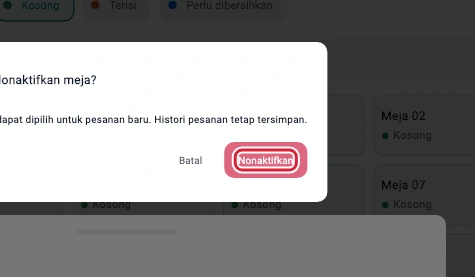 Kosong Terisi Perlu dibersihkan
Nonaktifkan meja?
dapat dipilih untuk pesanan baru. Histori pesanan tetap tersimpan.
Batal Nonaktifkan
Meja 02
Kosong
Meja 07
Kosong Kosong Kosong